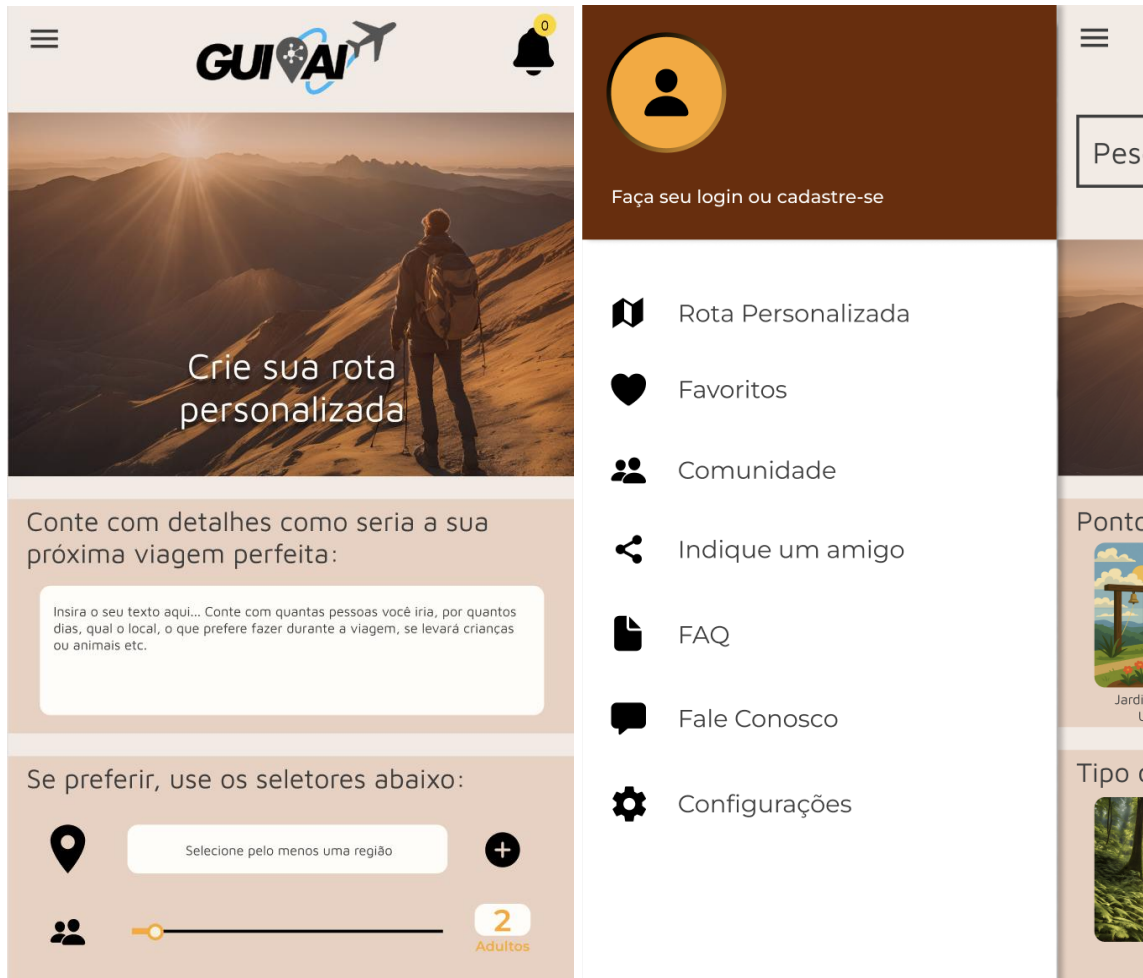 GUIAI
0
Crie sua rota
personalizada
Conte com detalhes como seria a sua
próxima viagem perfeita:
Insira o seu texto aqui... Conte com quantas pessoas você iria, por quantos
dias, qual o local, o que prefere fazer durante a viagem, se levará crianças
ou animais etc.
Se preferir, use os seletores abaixo:
Selecione pelo menos uma região
2
Adultos
Faça seu login ou cadastre-se
Rota Personalizada
Favoritos
Comunidade
Indique um amigo
FAQ
Fale Conosco
Configurações
Pes
Ponto
Jardi
Tipo